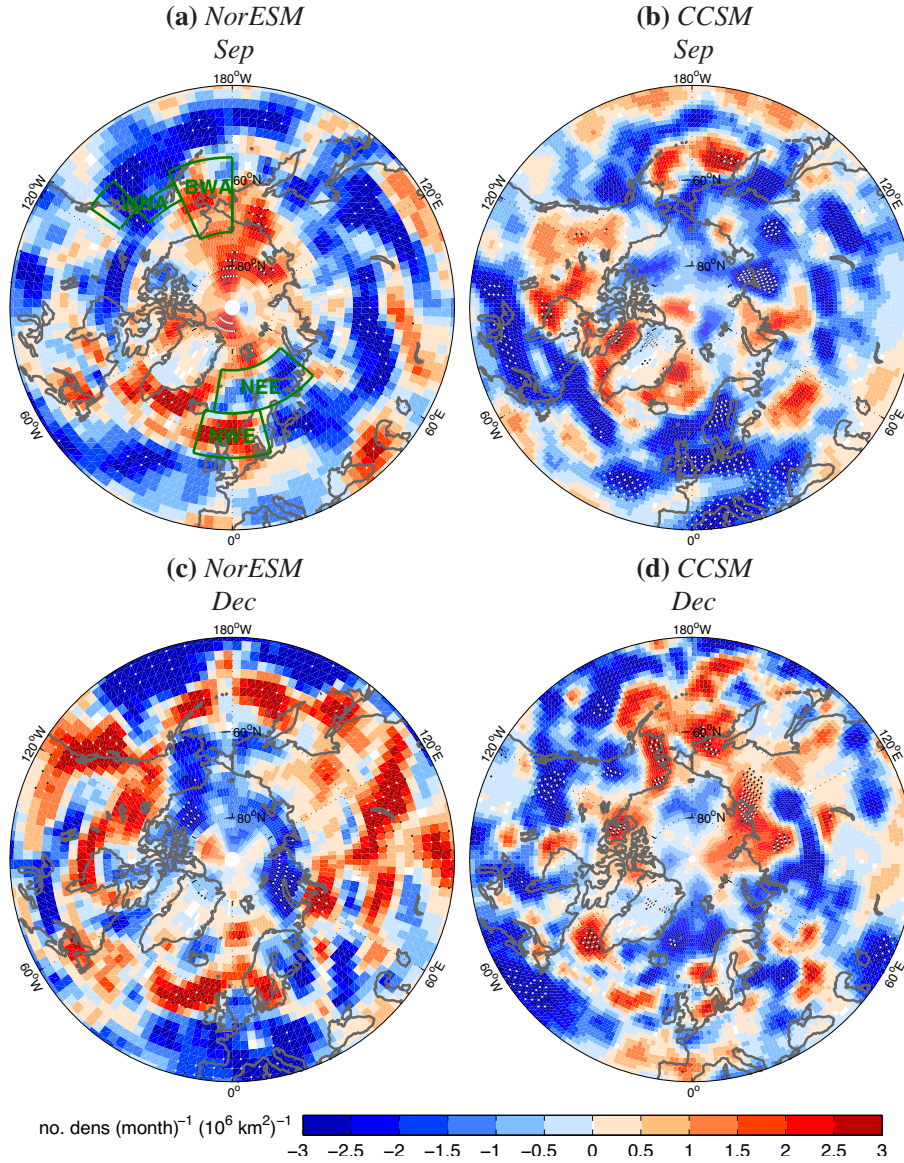 (a) NorESM
Sep
(b) CCSM
Sep
180°W
120°W
120°E
60°N
80°N
WNA
BWA
NEE
NWE
60°W
60°E
0°
180°W
120°W
120°E
60°N
80°N
60°W
60°E
0°
(c) NorESM
Dec
(d) CCSM
Dec
180°W
120°W
120°E
60°N
80°N
60°W
60°E
0°
180°W
120°W
120°E
60°N
80°N
60°W
60°E
0°
no. dens (month)⁻¹ (10⁶ km²)⁻¹
−3 −2.5 −2 −1.5 −1 −0.5 0 0.5 1 1.5 2 2.5 3